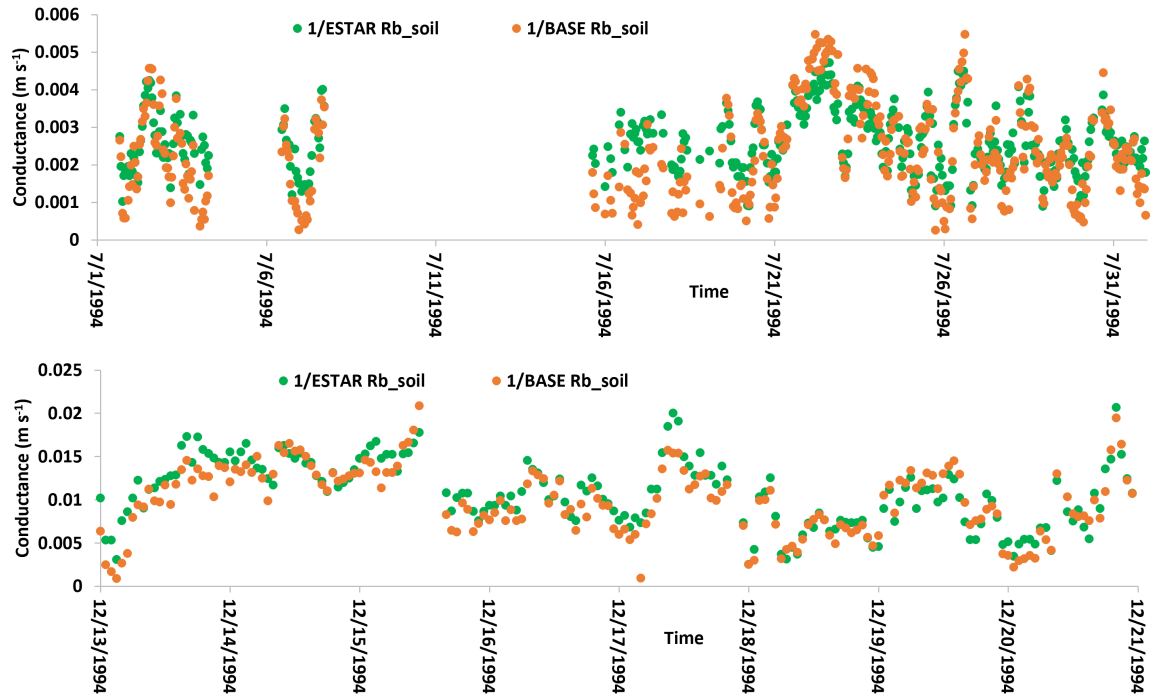 0.006
1/ESTAR Rb_soil 1/BASE Rb_soil
0.005
0.004
0.003
0.002
0.001
0
Conductance (m s⁻¹)
7/1/1994 7/6/1994 7/11/1994 7/16/1994 7/21/1994 7/26/1994 7/31/1994
Time
0.025
1/ESTAR Rb_soil 1/BASE Rb_soil
0.02
0.015
0.01
0.005
0
Conductance (m s⁻¹)
12/13/1994 12/14/1994 12/15/1994 12/16/1994 12/17/1994 12/18/1994 12/19/1994 12/20/1994 12/21/1994
Time